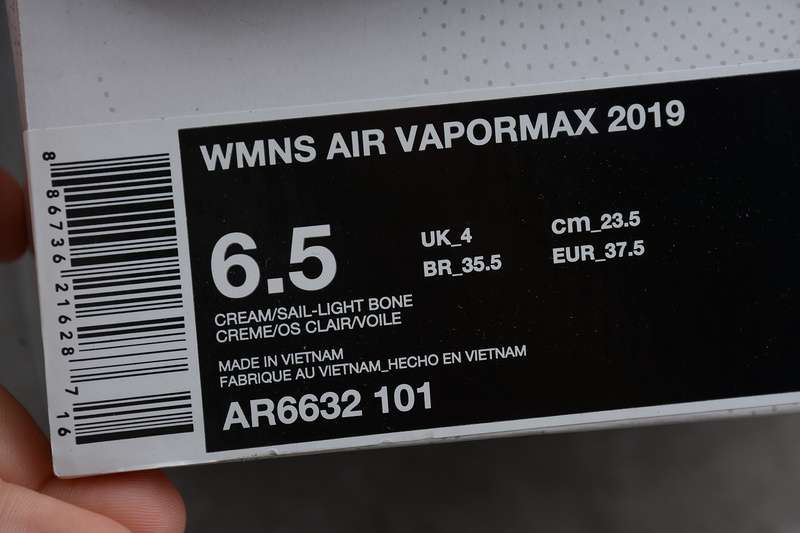 WMNS AIR VAPORMAX 2019
6.5
UK_4
cm_23.5
BR_35.5
EUR_37.5
CREAM/SAIL-LIGHT BONE
CREME/OS CLAIR/VOILE
MADE IN VIETNAM
FABRIQUE AU VIETNAM_HECHO EN VIETNAM
AR6632 101
8 86736 21628 7 16